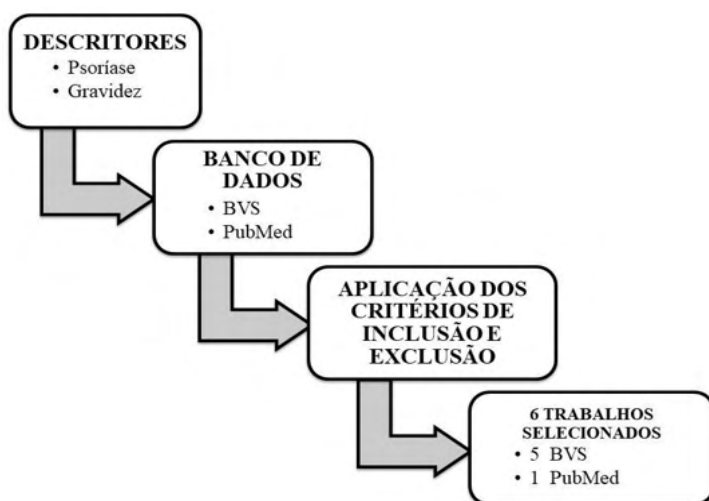 DESCRITORES
• Psoríase
• Gravidez
BANCO DE
DADOS
• BVS
• PubMed
APLICAÇÃO DOS
CRITÉRIOS DE
INCLUSÃO E
EXCLUSÃO
6 TRABALHOS
SELECIONADOS
• 5 BVS
• 1 PubMed